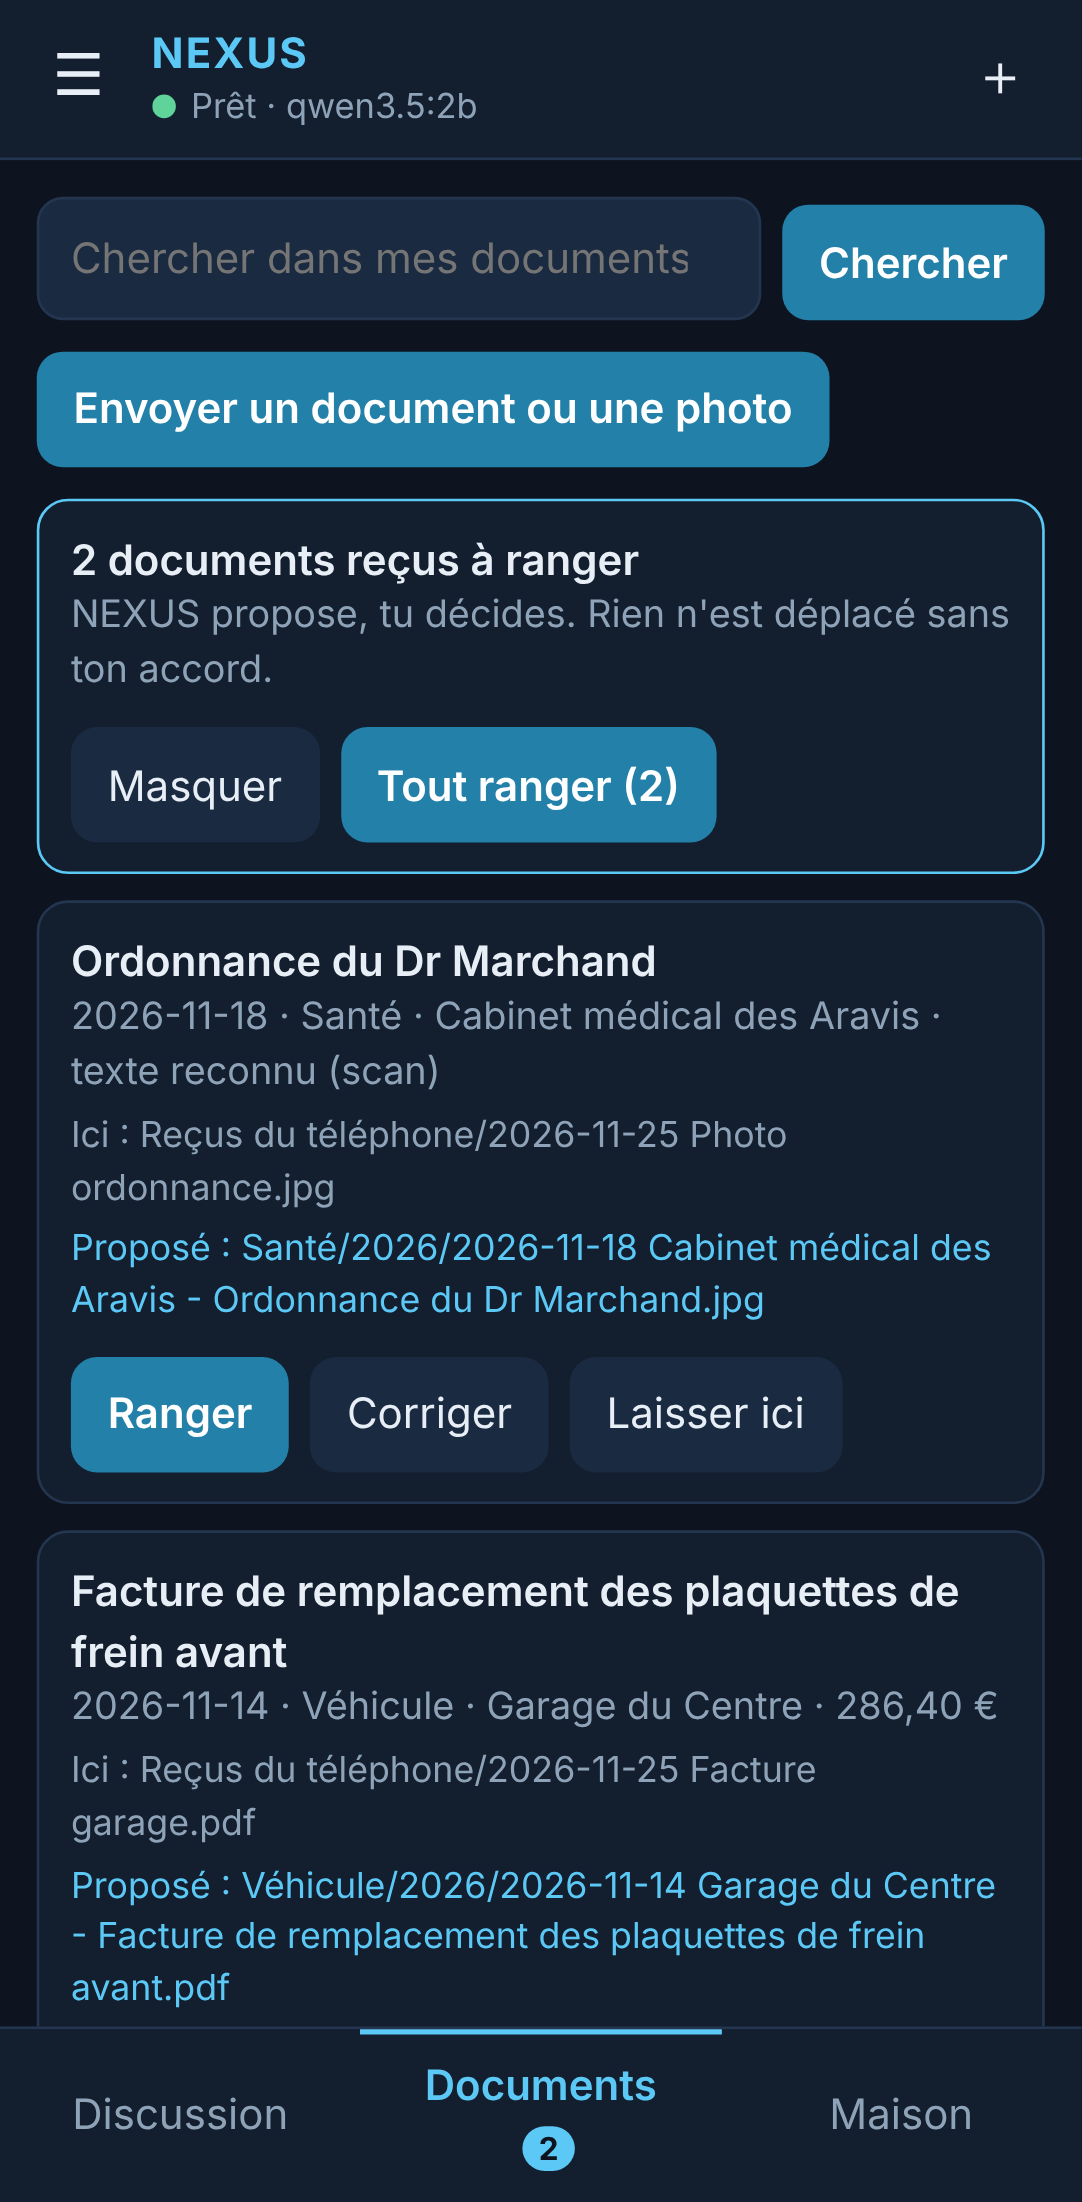 NEXUS
Prêt · qwen3.5:2b
Chercher dans mes documents
Chercher
Envoyer un document ou une photo
2 documents reçus à ranger
NEXUS propose, tu décides. Rien n'est déplacé sans
ton accord.
Masquer
Tout ranger (2)
Ordonnance du Dr Marchand
2026-11-18 · Santé · Cabinet médical des Aravis ·
texte reconnu (scan)
Ici : Reçus du téléphone/2026-11-25 Photo
ordonnance.jpg
Proposé : Santé/2026/2026-11-18 Cabinet médical des
Aravis - Ordonnance du Dr Marchand.jpg
Ranger
Corriger
Laisser ici
Facture de remplacement des plaquettes de
frein avant
2026-11-14 · Véhicule · Garage du Centre · 286,40 €
Ici : Reçus du téléphone/2026-11-25 Facture
garage.pdf
Proposé : Véhicule/2026/2026-11-14 Garage du Centre
- Facture de remplacement des plaquettes de frein
avant.pdf
Discussion
Documents
2
Maison